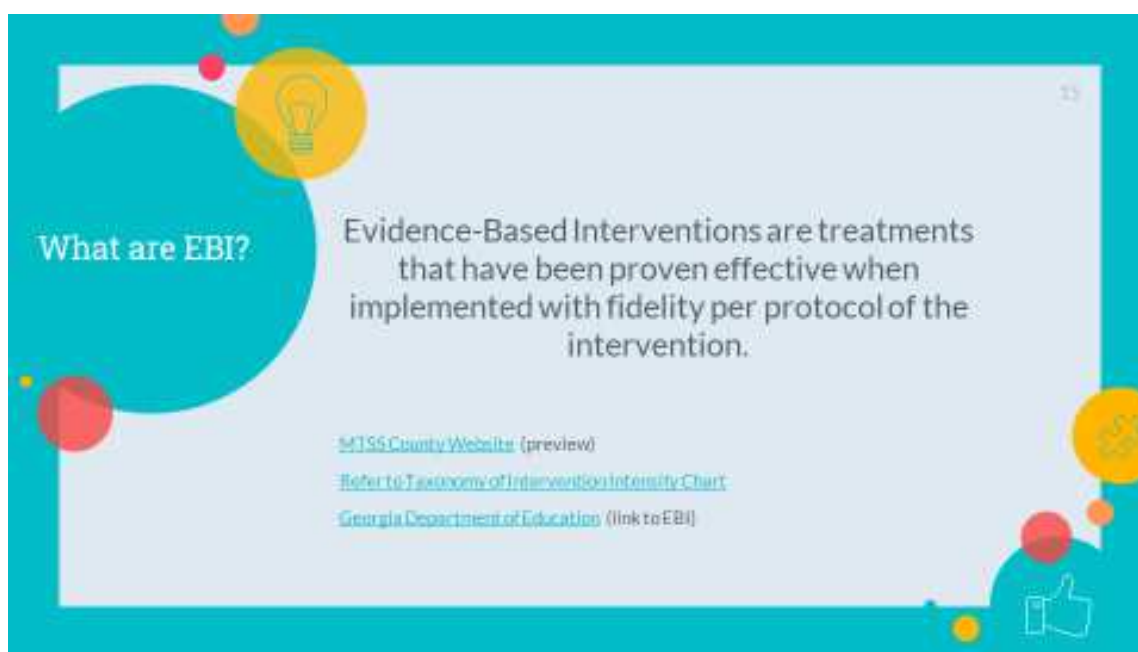 15
What are EBI?
Evidence-Based Interventions are treatments
that have been proven effective when
implemented with fidelity per protocol of the
intervention.
MTSS County Website (preview)
Refer to Taxonomy of Intervention Intensity Chart
Georgia Department of Education (link to EBI)